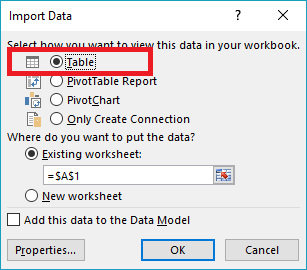 Import Data
Select how you want to view this data in your workbook.
Table
PivotTable Report
PivotChart
Only Create Connection
Where do you want to put the data?
Existing worksheet:
=$A$1
New worksheet
Add this data to the Data Model
Properties...
OK
Cancel